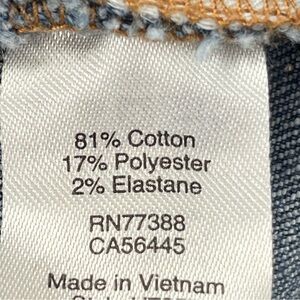 81% Cotton
17% Polyester
2% Elastane
RN77388
CA56445
Made in Vietnam